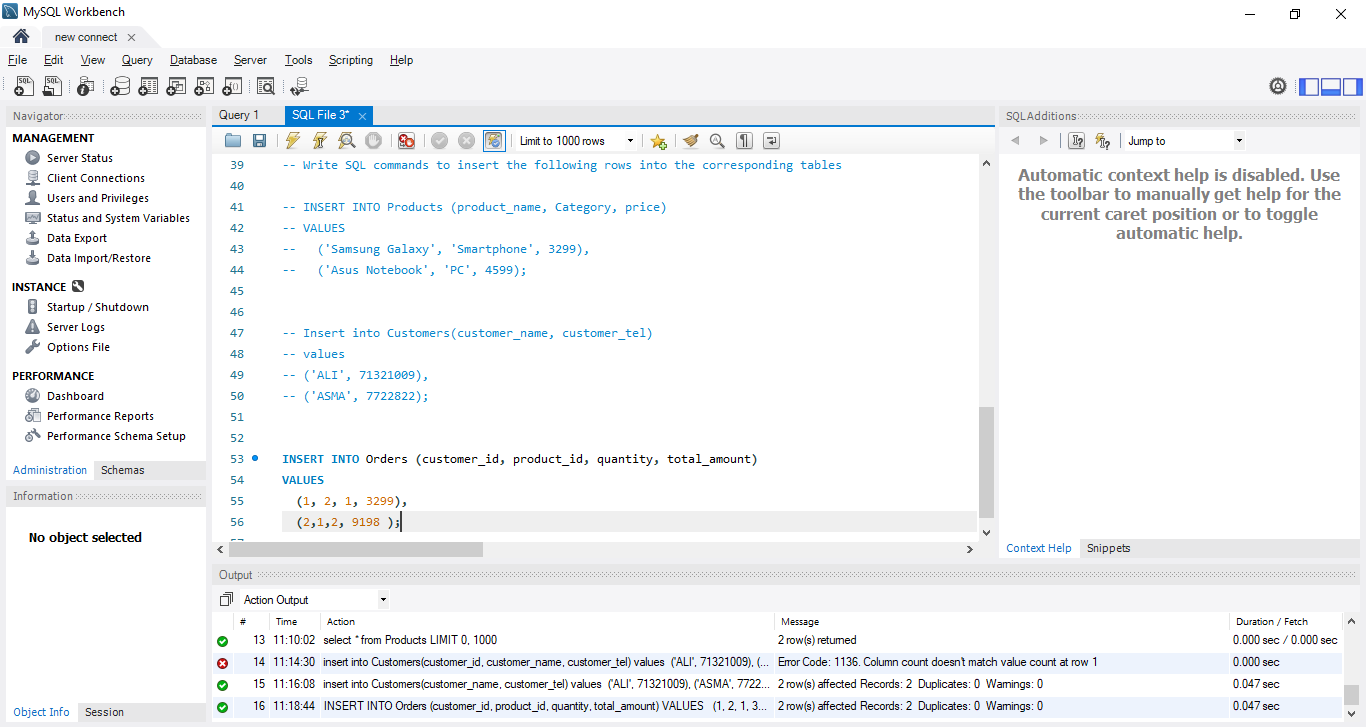 MySQL Workbench
new connect
File Edit View Query Database Server Tools Scripting Help
Navigator
MANAGEMENT
Server Status
Client Connections
Users and Privileges
Status and System Variables
Data Export
Data Import/Restore
INSTANCE
Startup / Shutdown
Server Logs
Options File
PERFORMANCE
Dashboard
Performance Reports
Performance Schema Setup
Administration Schemas
Information
No object selected
Object Info Session
Query 1 SQL File 3*
Limit to 1000 rows
39 -- Write SQL commands to insert the following rows into the corresponding tables
40
41 -- INSERT INTO Products (product_name, Category, price)
42 -- VALUES
43 --   ('Samsung Galaxy', 'Smartphone', 3299),
44 --   ('Asus Notebook', 'PC', 4599);
45
46
47 -- Insert into Customers(customer_name, customer_tel)
48 -- values
49 -- ('ALI', 71321009),
50 -- ('ASMA', 7722822);
51
52
53 INSERT INTO Orders (customer_id, product_id, quantity, total_amount)
54 VALUES
55   (1, 2, 1, 3299),
56   (2,1,2, 9198 );
SQLAdditions
Jump to
Automatic context help is disabled. Use
the toolbar to manually get help for the
current caret position or to toggle
automatic help.
Context Help Snippets
Output
Action Output
# Time Action Message Duration / Fetch
13 11:10:02 select * from Products LIMIT 0, 1000 2 row(s) returned 0.000 sec / 0.000 sec
14 11:14:30 insert into Customers(customer_id, customer_name, customer_tel) values ('ALI', 71321009), (... Error Code: 1136. Column count doesn't match value count at row 1 0.000 sec
15 11:16:08 insert into Customers(customer_name, customer_tel) values ('ALI', 71321009), ('ASMA', 7722... 2 row(s) affected Records: 2 Duplicates: 0 Warnings: 0 0.047 sec
16 11:18:44 INSERT INTO Orders (customer_id, product_id, quantity, total_amount) VALUES (1, 2, 1, 3... 2 row(s) affected Records: 2 Duplicates: 0 Warnings: 0 0.047 sec